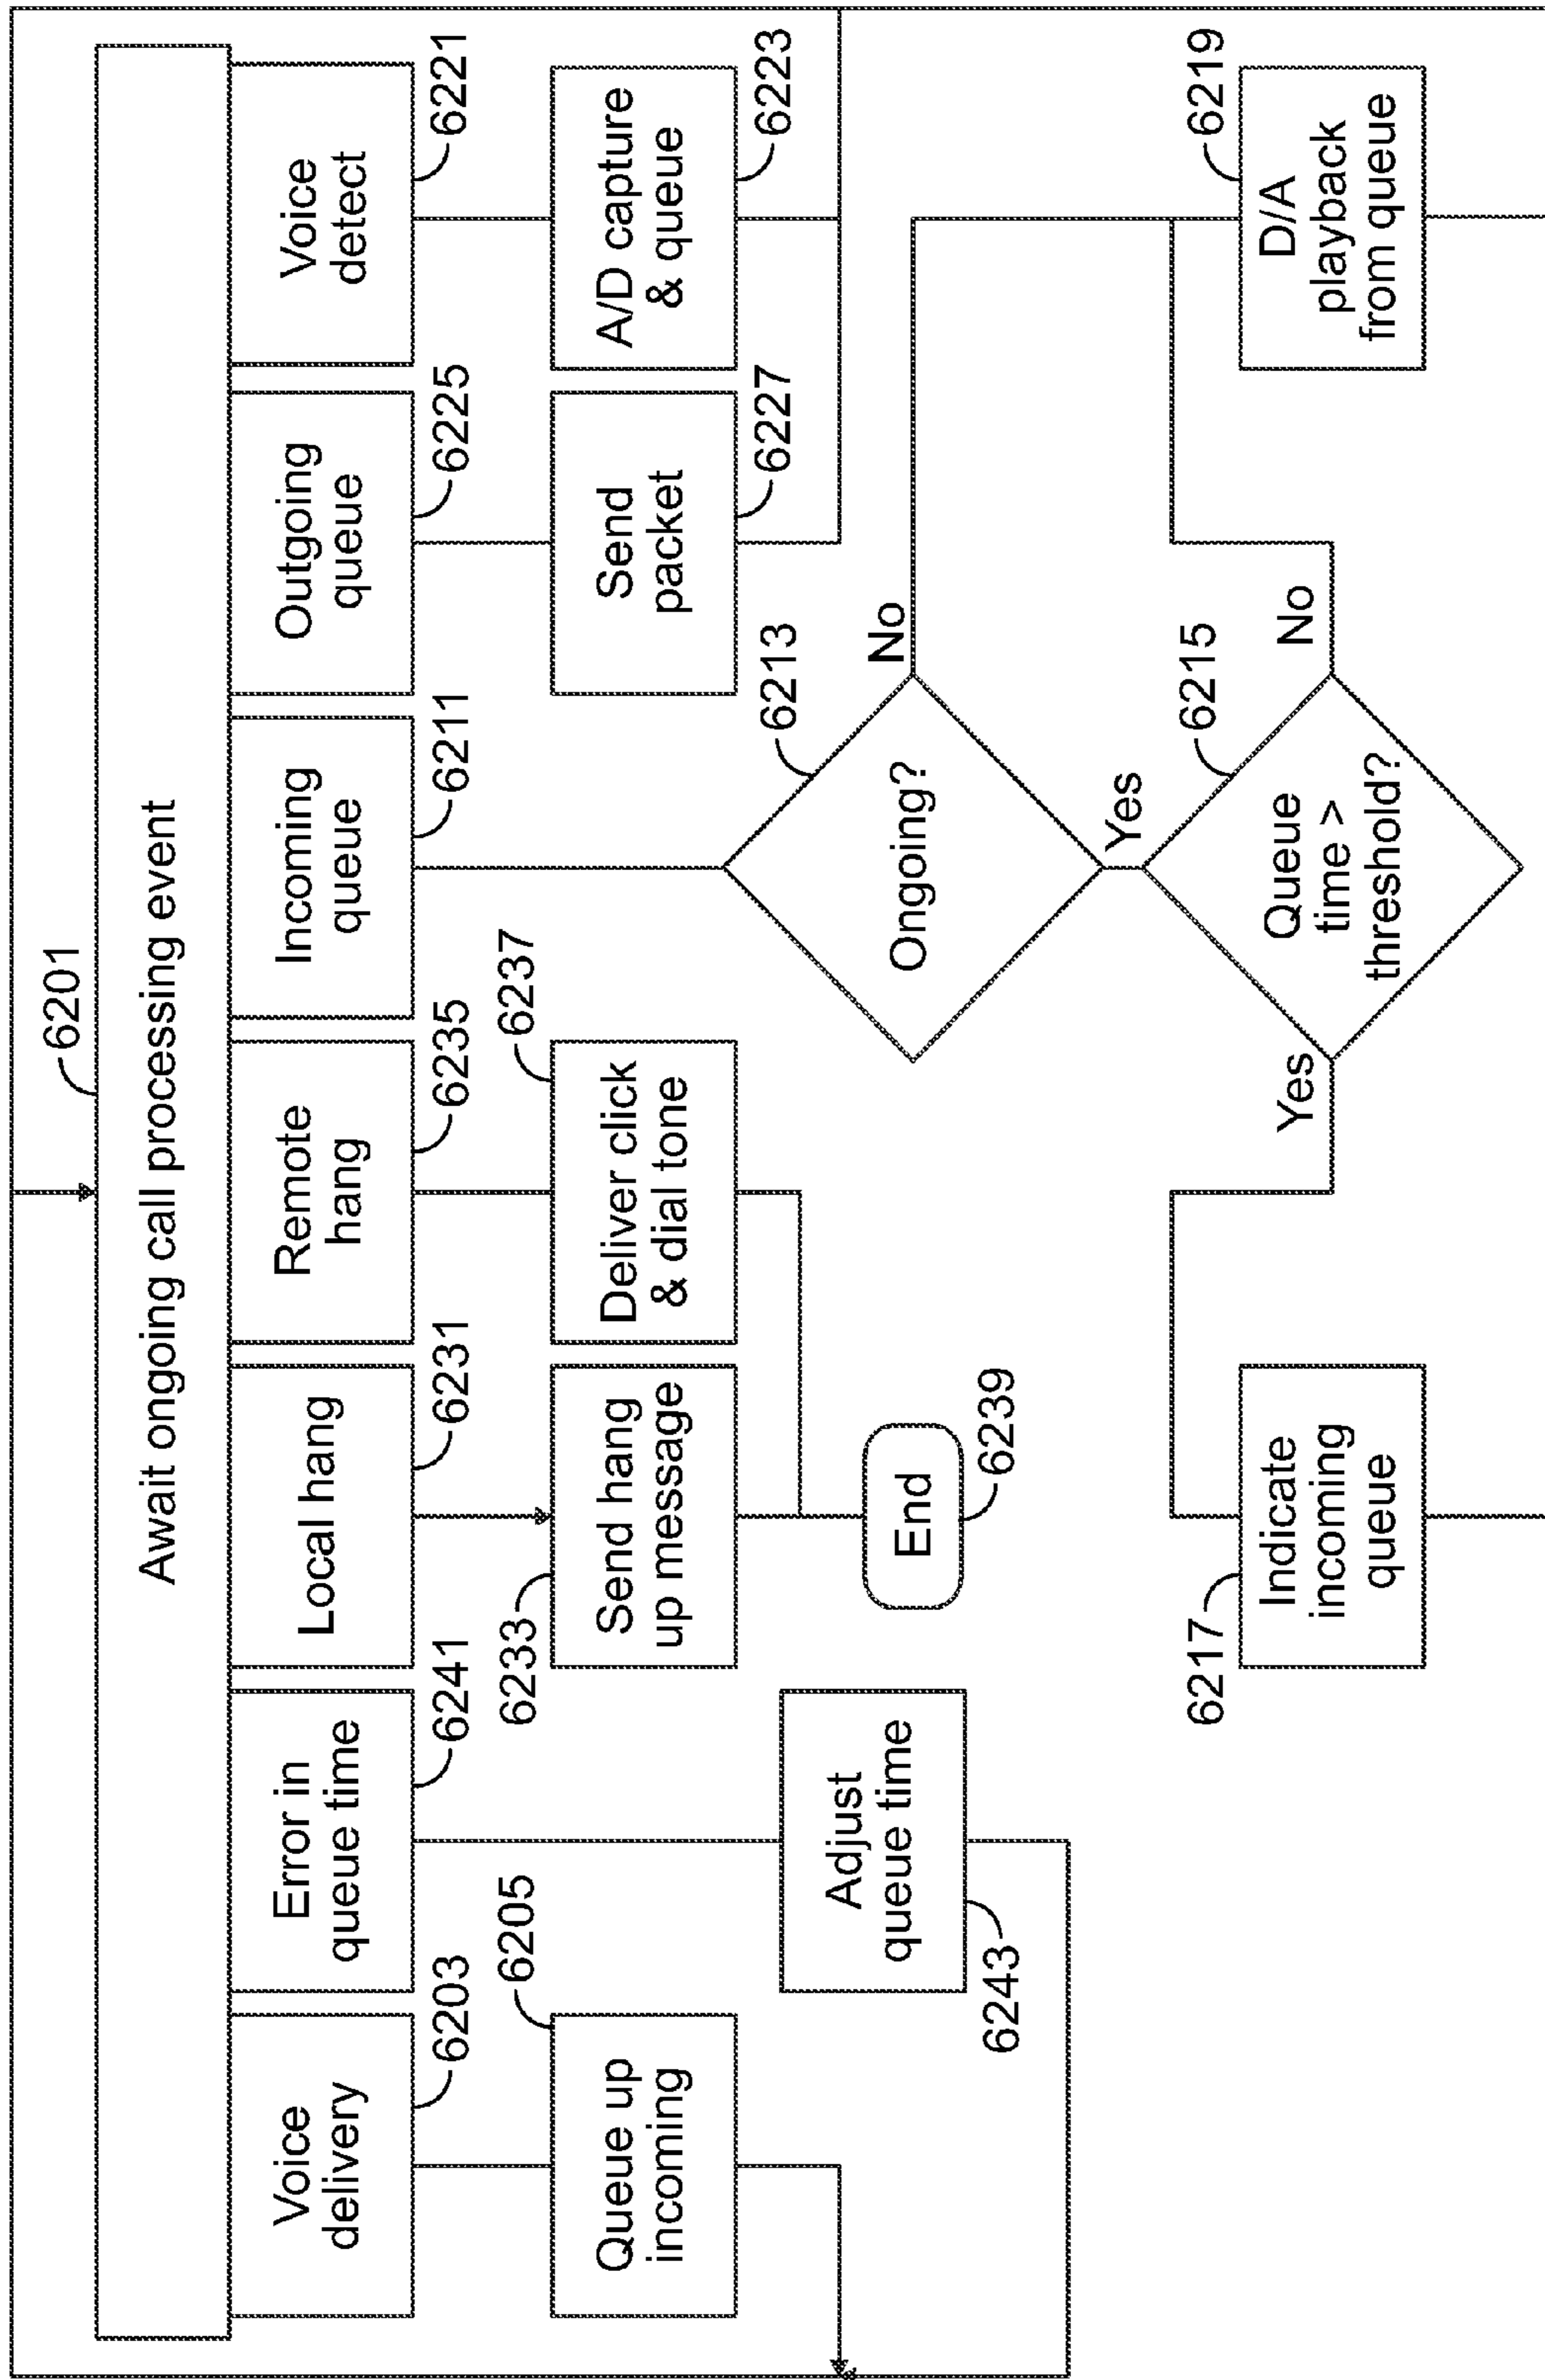 6201
Await ongoing call processing event
Voice
delivery
6203
Error in
queue time
6241
Local hang
6231
Remote
hang
6235
Incoming
queue
6211
Outgoing
queue
6225
Voice
detect
6221
6205
Queue up
incoming
6233
Send hang
up message
6237
Deliver click
& dial tone
Send
packet
6227
A/D capture
& queue
6223
Adjust
queue time
6243
End
6239
6213
Ongoing?
No
Yes
6215
Queue
time >
threshold?
Yes
No
6217
Indicate
incoming
queue
6219
D/A
playback
from queue